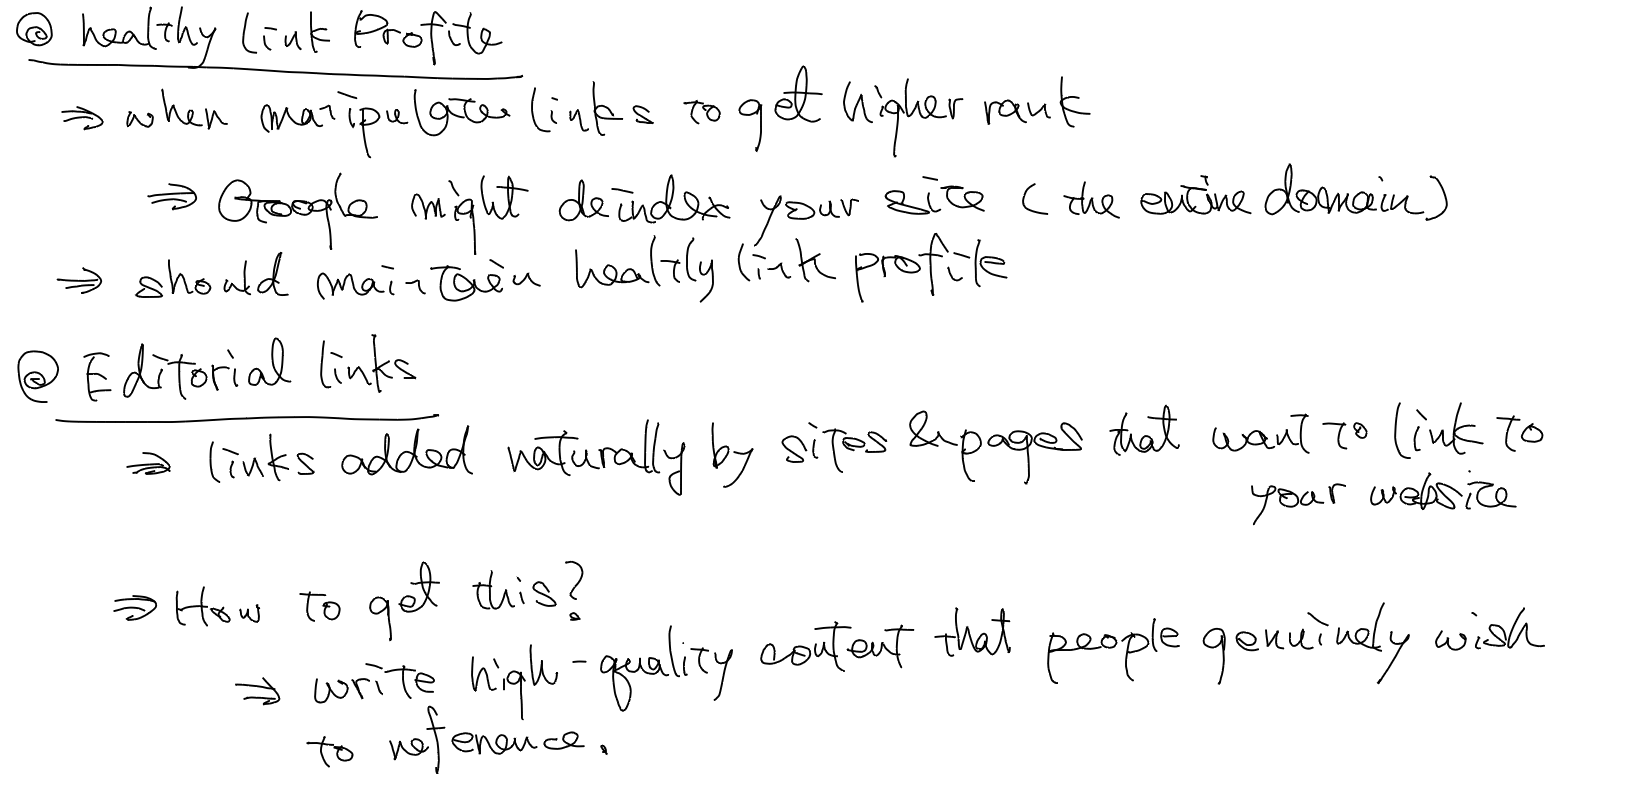 @ healthy link Profile
⇒ when manipulates links to get higher rank
⇒ Google might deindex your site (the entire domain)
⇒ should maintain healtly link profile
@ Editorial links
⇒ links added naturally by sites & pages that want to link to
your website
⇒ How to get this?
⇒ write high-quality content that people genuinely wish
to reference.